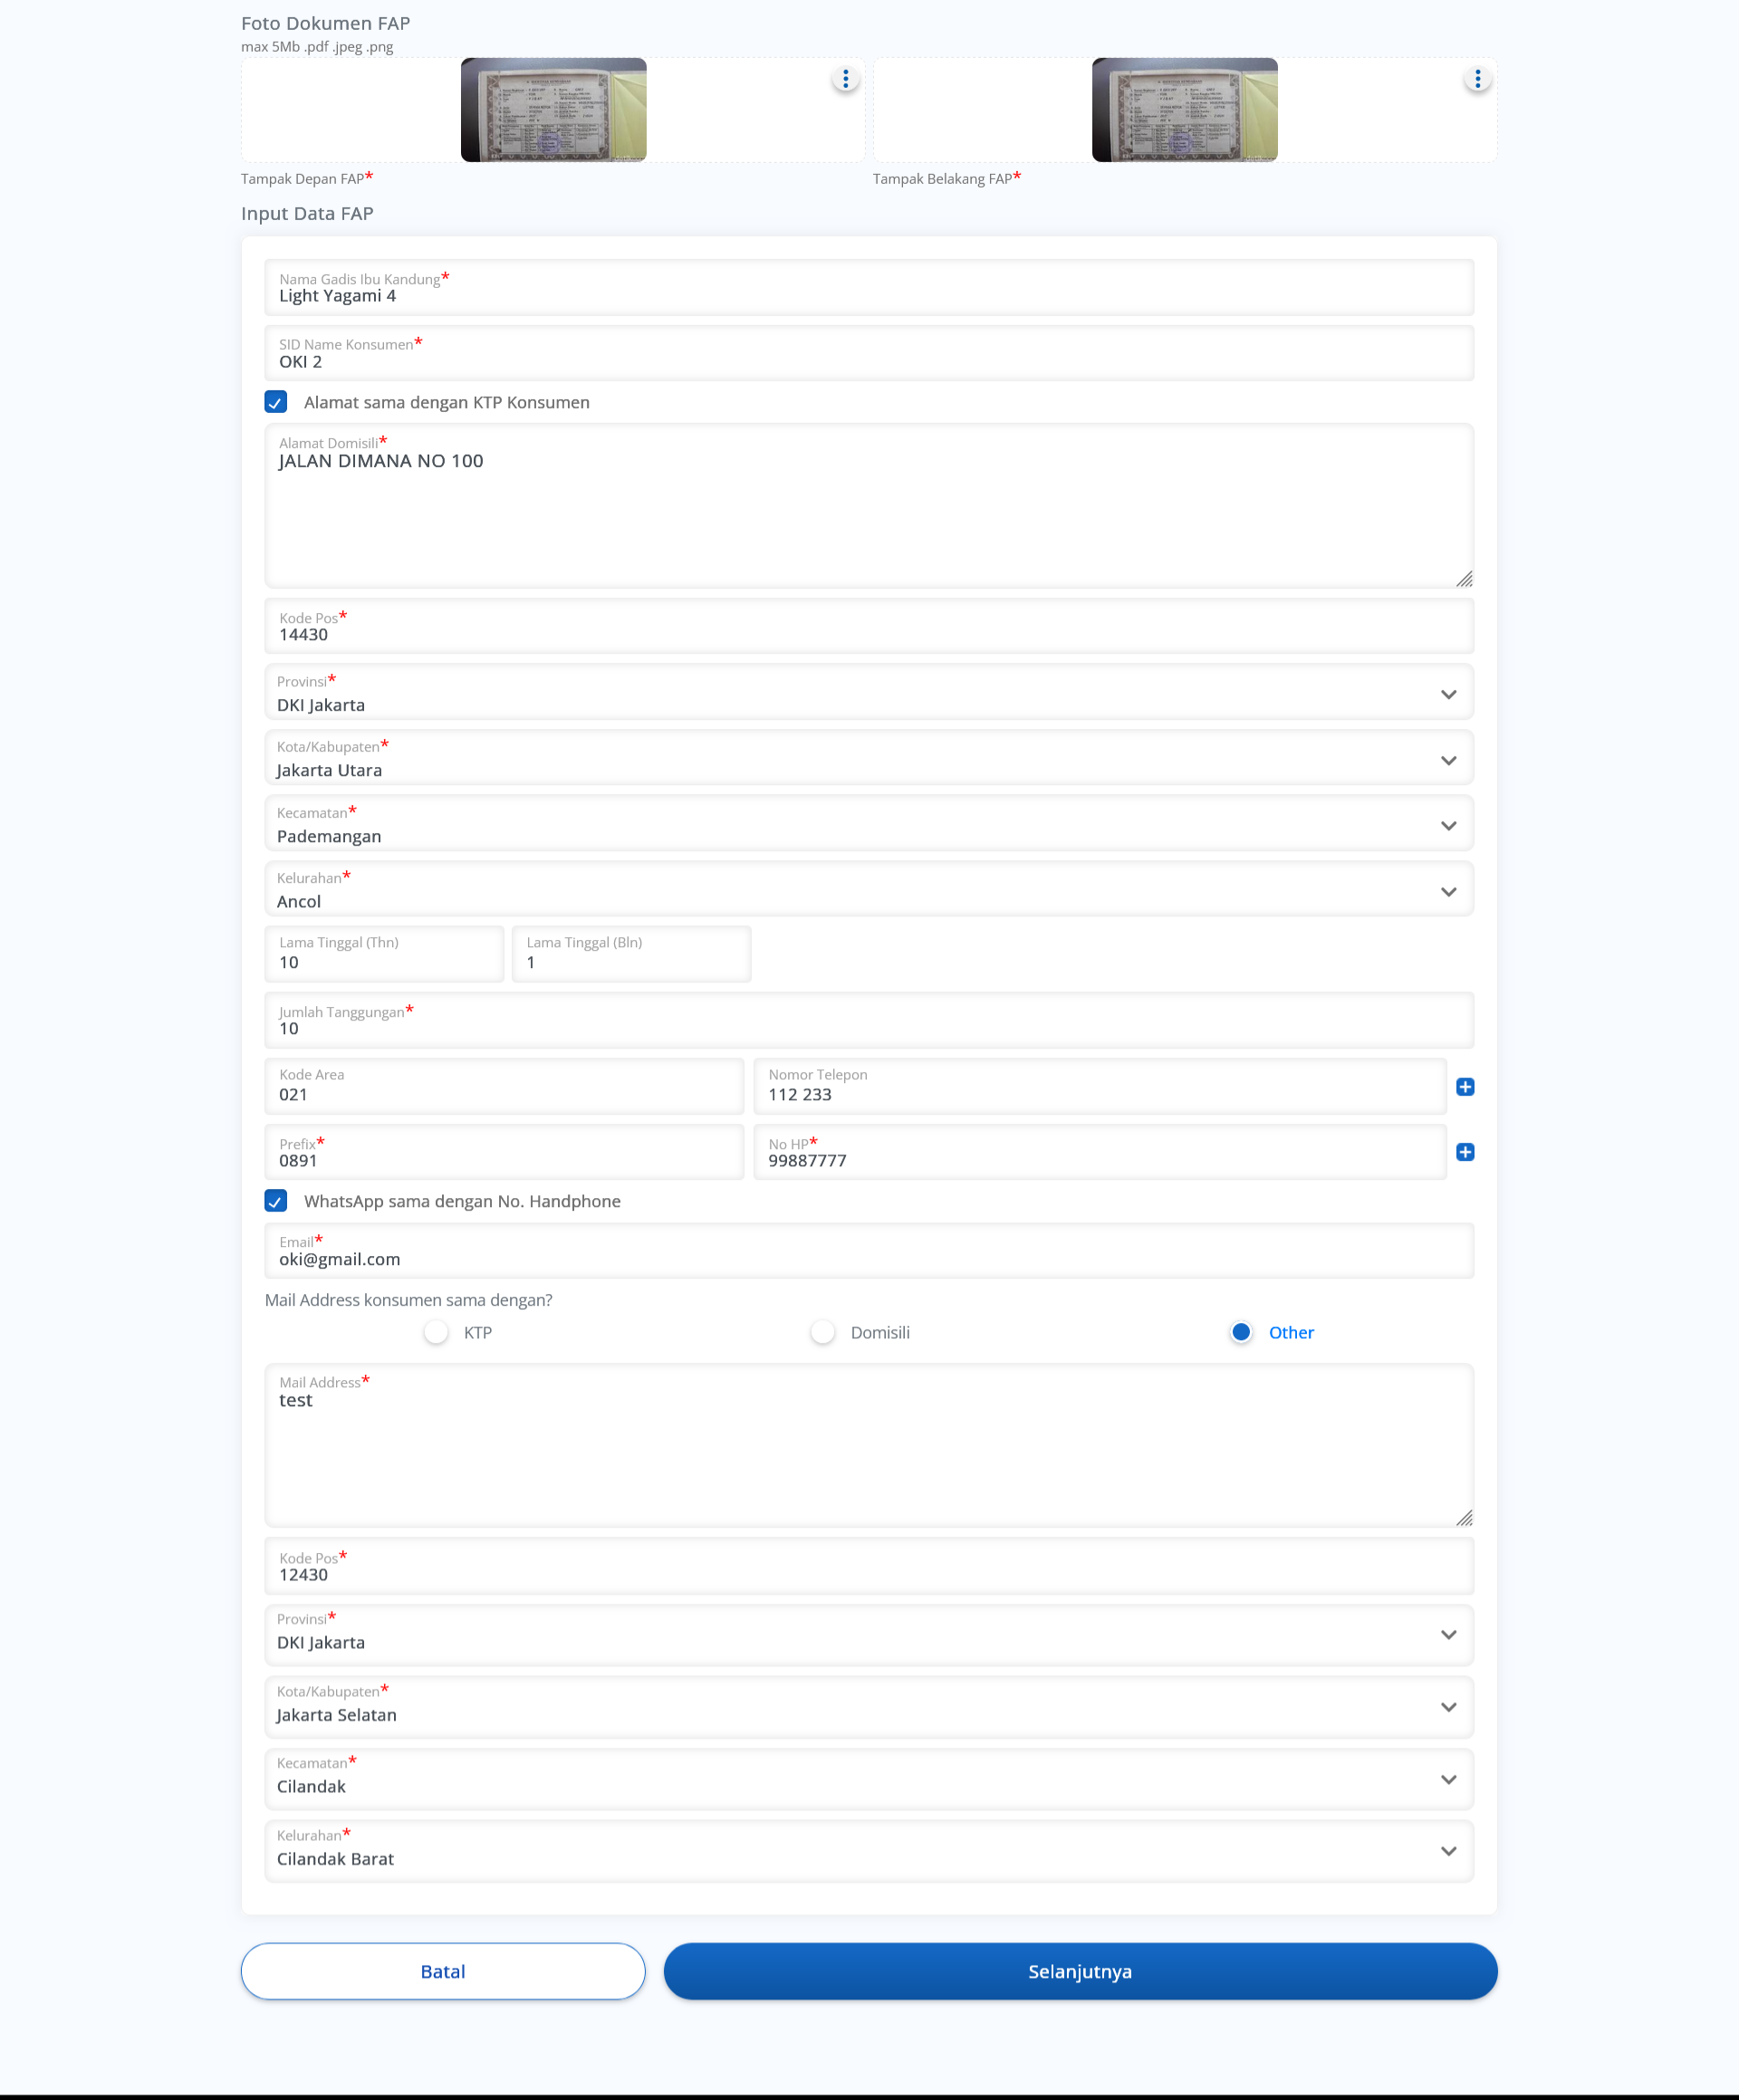 Foto Dokumen FAP
max 5Mb .pdf .jpeg .png
Tampak Depan FAP*
Tampak Belakang FAP*
Input Data FAP
Nama Gadis Ibu Kandung*
Light Yagami 4
SID Name Konsumen*
OKI 2
Alamat sama dengan KTP Konsumen
Alamat Domisili*
JALAN DIMANA NO 100
Kode Pos*
14430
Provinsi*
DKI Jakarta
Kota/Kabupaten*
Jakarta Utara
Kecamatan*
Pademangan
Kelurahan*
Ancol
Lama Tinggal (Thn)
10
Lama Tinggal (Bln)
1
Jumlah Tanggungan*
10
Kode Area
021
Nomor Telepon
112 233
Prefix*
0891
No HP*
99887777
WhatsApp sama dengan No. Handphone
Email*
oki@gmail.com
Mail Address konsumen sama dengan?
KTP
Domisili
Other
Mail Address*
test
Kode Pos*
12430
Provinsi*
DKI Jakarta
Kota/Kabupaten*
Jakarta Selatan
Kecamatan*
Cilandak
Kelurahan*
Cilandak Barat
Batal
Selanjutnya